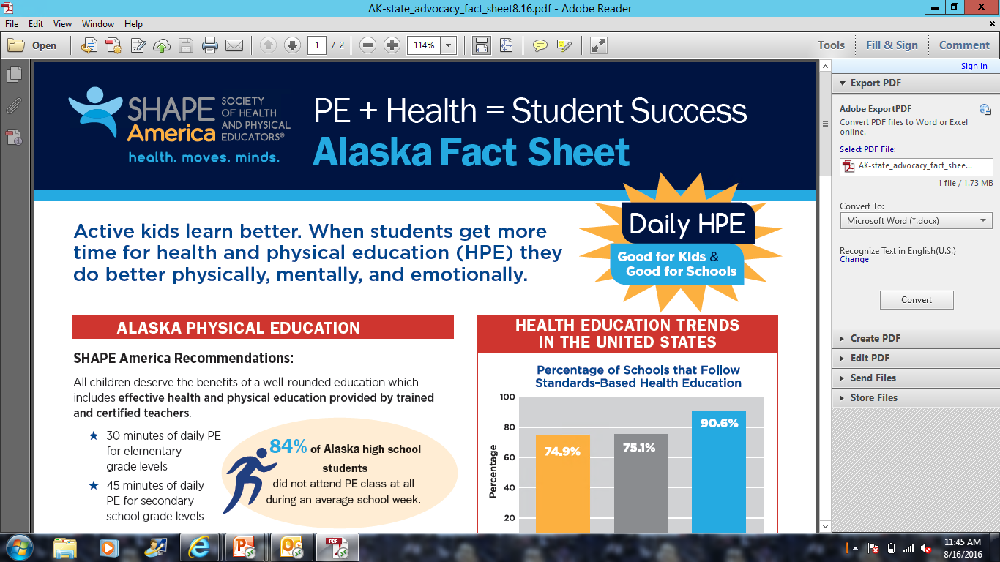 AK-state_advocacy_fact_sheet8.16.pdf - Adobe Reader
File Edit View Window Help
Open 1 / 2 114% Tools Fill & Sign Comment
Sign In
SHAPE America
SOCIETY
OF HEALTH
AND PHYSICAL
EDUCATORS®
health. moves. minds.
PE + Health = Student Success
Alaska Fact Sheet
Active kids learn better. When students get more
time for health and physical education (HPE) they
do better physically, mentally, and emotionally.
Daily HPE
Good for Kids &
Good for Schools
ALASKA PHYSICAL EDUCATION
SHAPE America Recommendations:
All children deserve the benefits of a well-rounded education which
includes effective health and physical education provided by trained
and certified teachers.
★ 30 minutes of daily PE
for elementary
grade levels
★ 45 minutes of daily
PE for secondary
school grade levels
84% of Alaska high school
students
did not attend PE class at all
during an average school week.
HEALTH EDUCATION TRENDS
IN THE UNITED STATES
Percentage of Schools that Follow
Standards-Based Health Education
Percentage
100
80
60
40
20
74.9%
75.1%
90.6%
Export PDF
Adobe ExportPDF
Convert PDF files to Word or Excel
online.
Select PDF File:
AK-state_advocacy_fact_shee...
1 file / 1.73 MB
Convert To:
Microsoft Word (*.docx)
Recognize Text in English(U.S.)
Change
Convert
Create PDF
Edit PDF
Send Files
Store Files
11:45 AM
8/16/2016